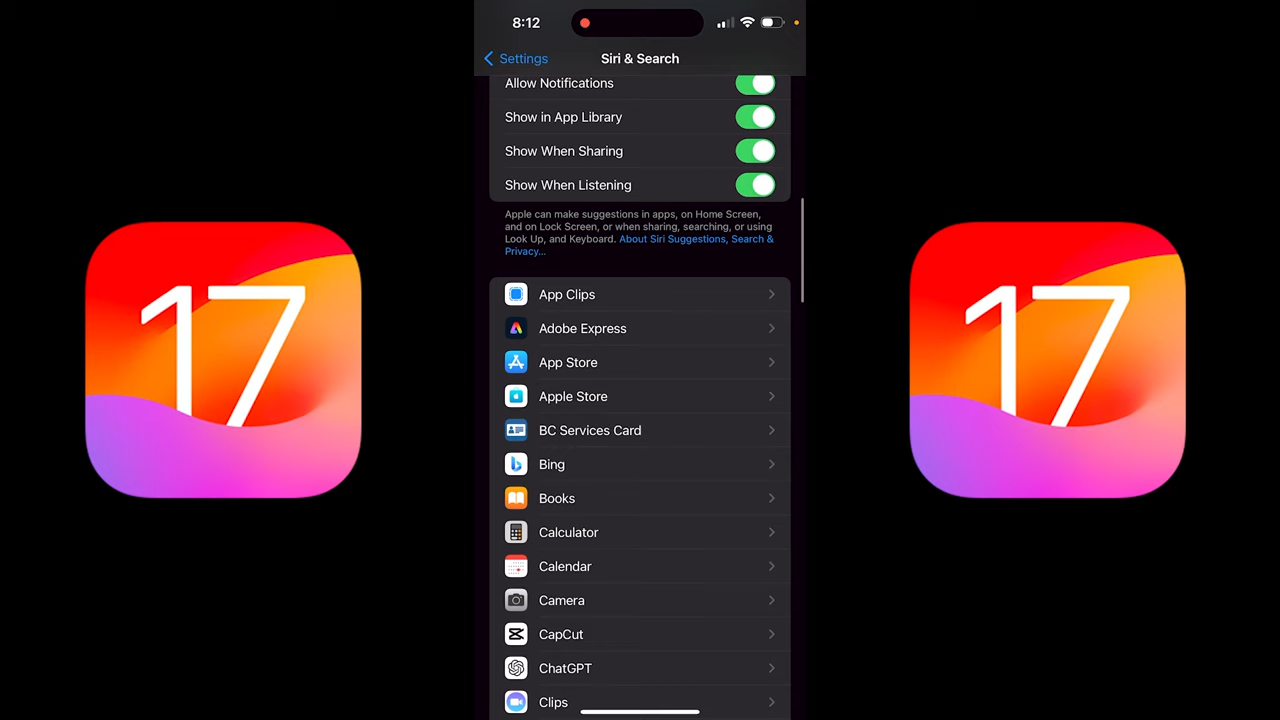 8:12
Settings
Siri & Search
Allow Notifications
Show in App Library
Show When Sharing
Show When Listening
Apple can make suggestions in apps, on Home Screen,
and on Lock Screen, or when sharing, searching, or using
Look Up, and Keyboard. About Siri Suggestions, Search &
Privacy...
17
17
App Clips
Adobe Express
App Store
Apple Store
BC Services Card
Bing
Books
Calculator
Calendar
Camera
CapCut
ChatGPT
Clips